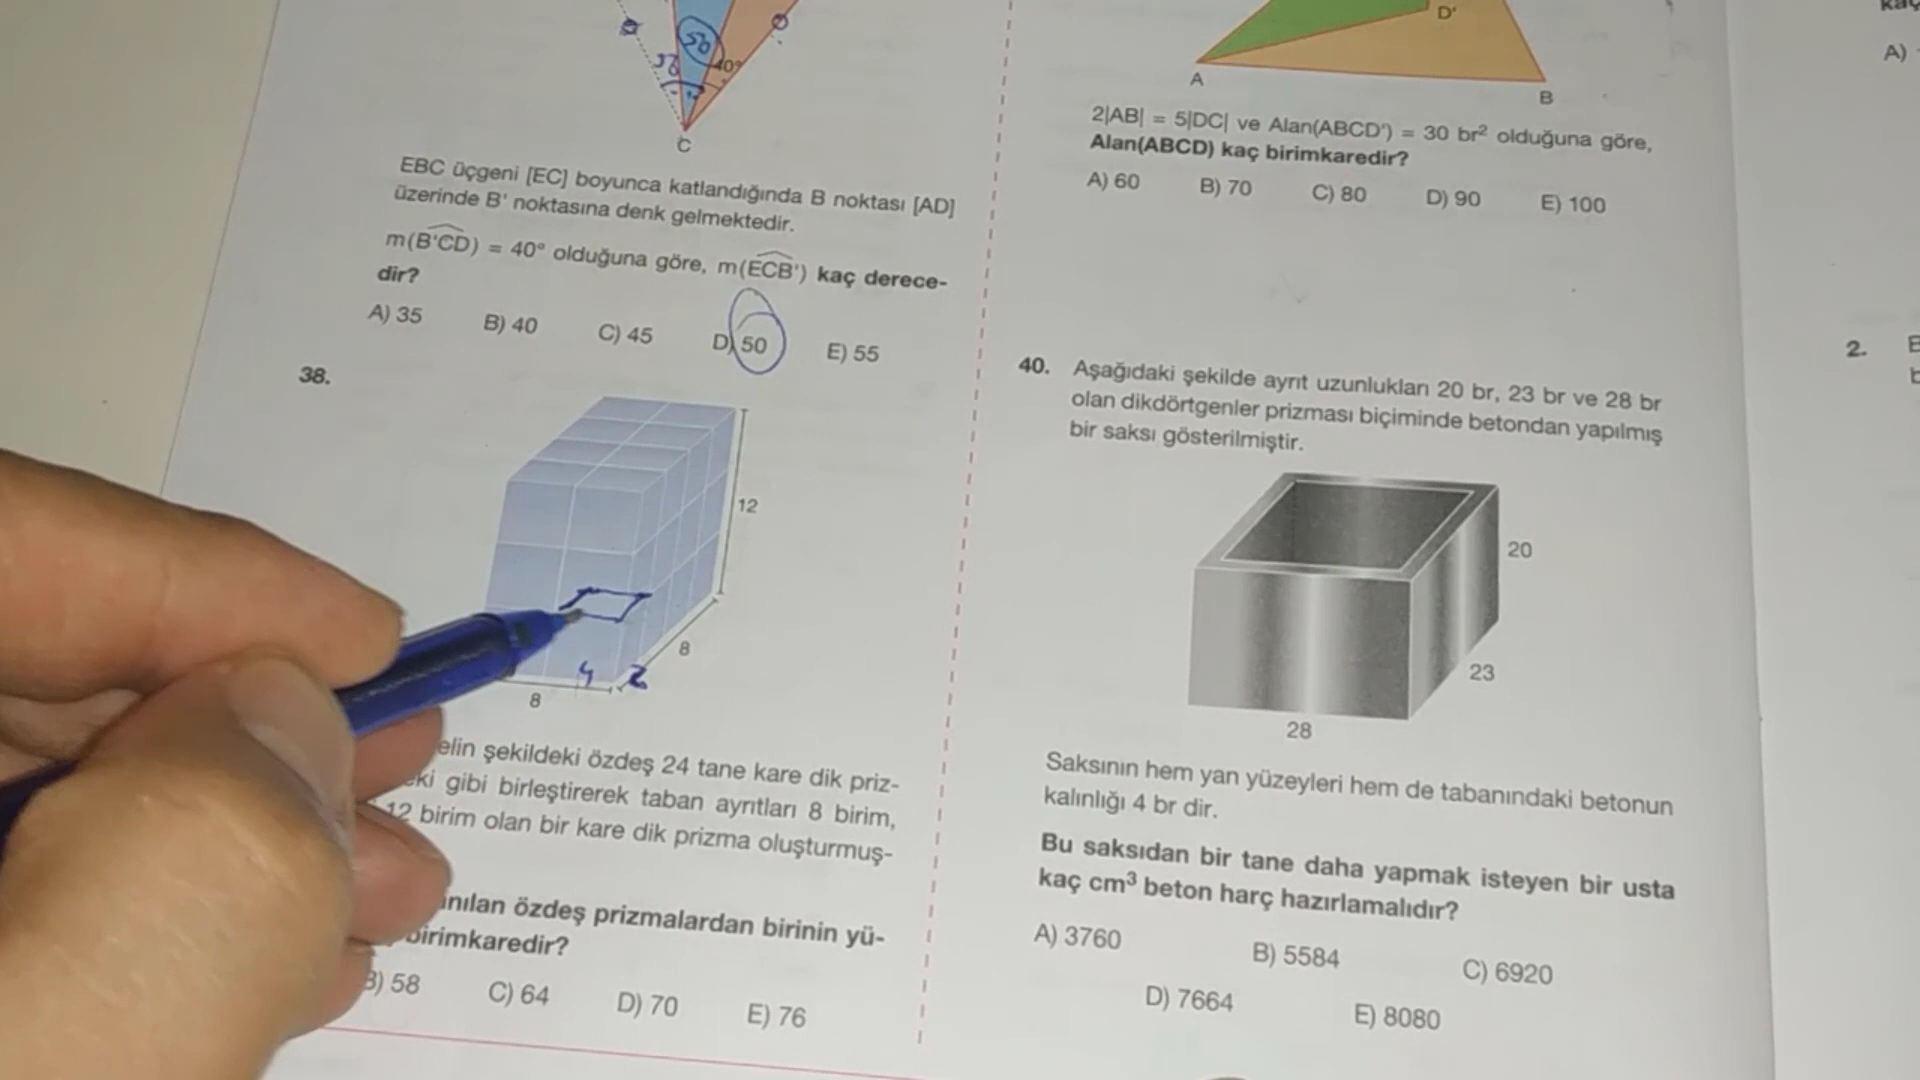 50
50
40°
C
EBC üçgeni [EC] boyunca katlandığında B noktası [AD]
üzerinde B' noktasına denk gelmektedir.
m(B'CD) = 40° olduğuna göre, m(ECB') kaç derece-
dir?
A) 35 B) 40 C) 45 D) 50 E) 55
38.
12
8
4 2
8
elin şekildeki özdeş 24 tane kare dik priz-
eki gibi birleştirerek taban ayrıtları 8 birim,
12 birim olan bir kare dik prizma oluşturmuş-
anılan özdeş prizmalardan birinin yü-
birimkaredir?
B) 58 C) 64 D) 70 E) 76
D'
A
B
2|AB| = 5|DC| ve Alan(ABCD') = 30 br² olduğuna göre,
Alan(ABCD) kaç birimkaredir?
A) 60 B) 70 C) 80 D) 90 E) 100
40. Aşağıdaki şekilde ayrıt uzunlukları 20 br, 23 br ve 28 br
olan dikdörtgenler prizması biçiminde betondan yapılmış
bir saksı gösterilmiştir.
20
23
28
Saksının hem yan yüzeyleri hem de tabanındaki betonun
kalınlığı 4 br dir.
Bu saksıdan bir tane daha yapmak isteyen bir usta
kaç cm³ beton harç hazırlamalıdır?
A) 3760 B) 5584 C) 6920
D) 7664 E) 8080
A)
2.